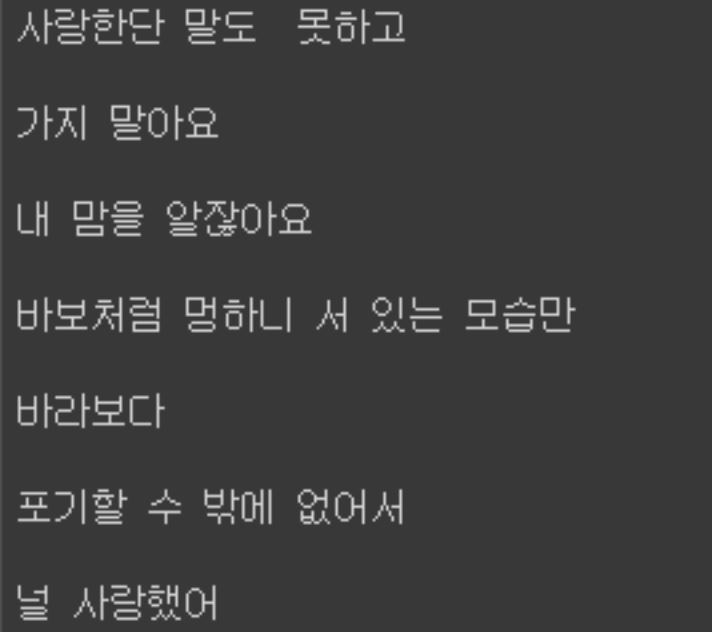 사랑한단 말도  못하고
가지 말아요
내 맘을 알잖아요
바보처럼 멍하니 서 있는 모습만
바라보다
포기할 수 밖에 없어서
널 사랑했어